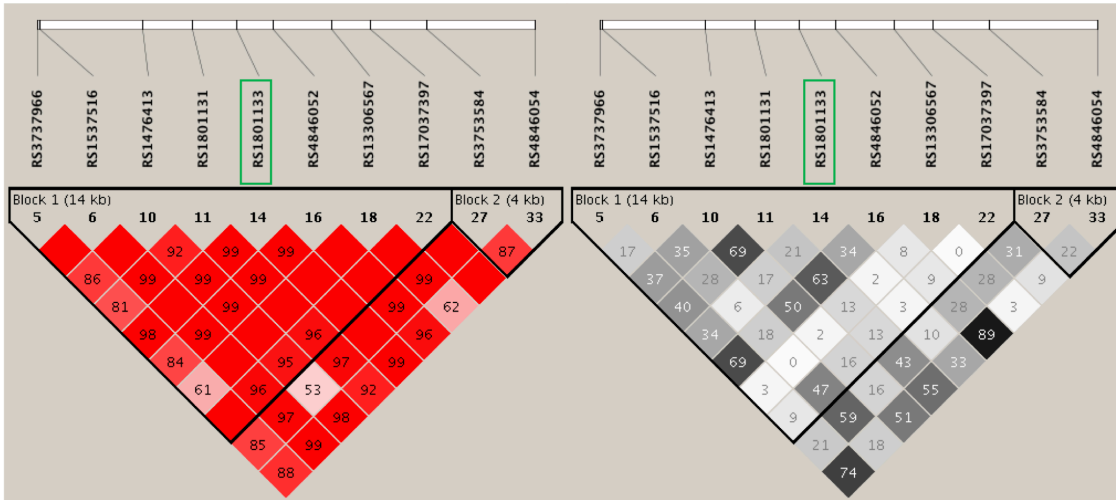 RS3737966
RS1537516
RS1476413
RS1801131
RS1801133
RS4846052
RS13306567
RS17037397
RS3753584
RS4846054
Block 1 (14 kb) Block 2 (4 kb)
5 6 10 11 14 16 18 22 27 33
92 99 99 87
86 99 99 99 99
81 99 99 62
98 99 96 96
84 95 97 99
61 96 53 92
97 98
85 99
88
RS3737966
RS1537516
RS1476413
RS1801131
RS1801133
RS4846052
RS13306567
RS17037397
RS3753584
RS4846054
Block 1 (14 kb) Block 2 (4 kb)
5 6 10 11 14 16 18 22 27 33
17 35 69 21 34 8 0 31 22
37 28 17 63 2 9 28 9
40 6 50 13 3 28 3
34 18 2 13 10 89
69 0 16 43 33
3 47 16 55
9 59 51
21 18
74